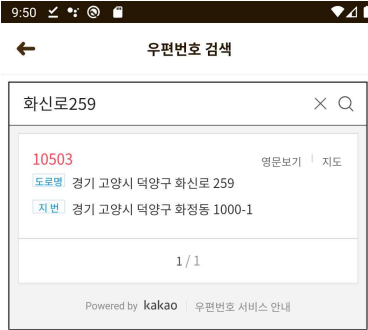 9:50
우편번호 검색
화신로259
10503
영문보기 지도
도로명 경기 고양시 덕양구 화신로 259
지번 경기 고양시 덕양구 화정동 1000-1
1 / 1
Powered by kakao 우편번호 서비스 안내